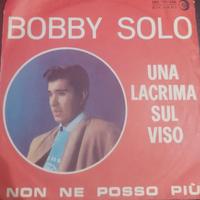 BOBBY SOLO
UNA
LACRIMA
SUL
VISO
NON NE POSSO PIÙ